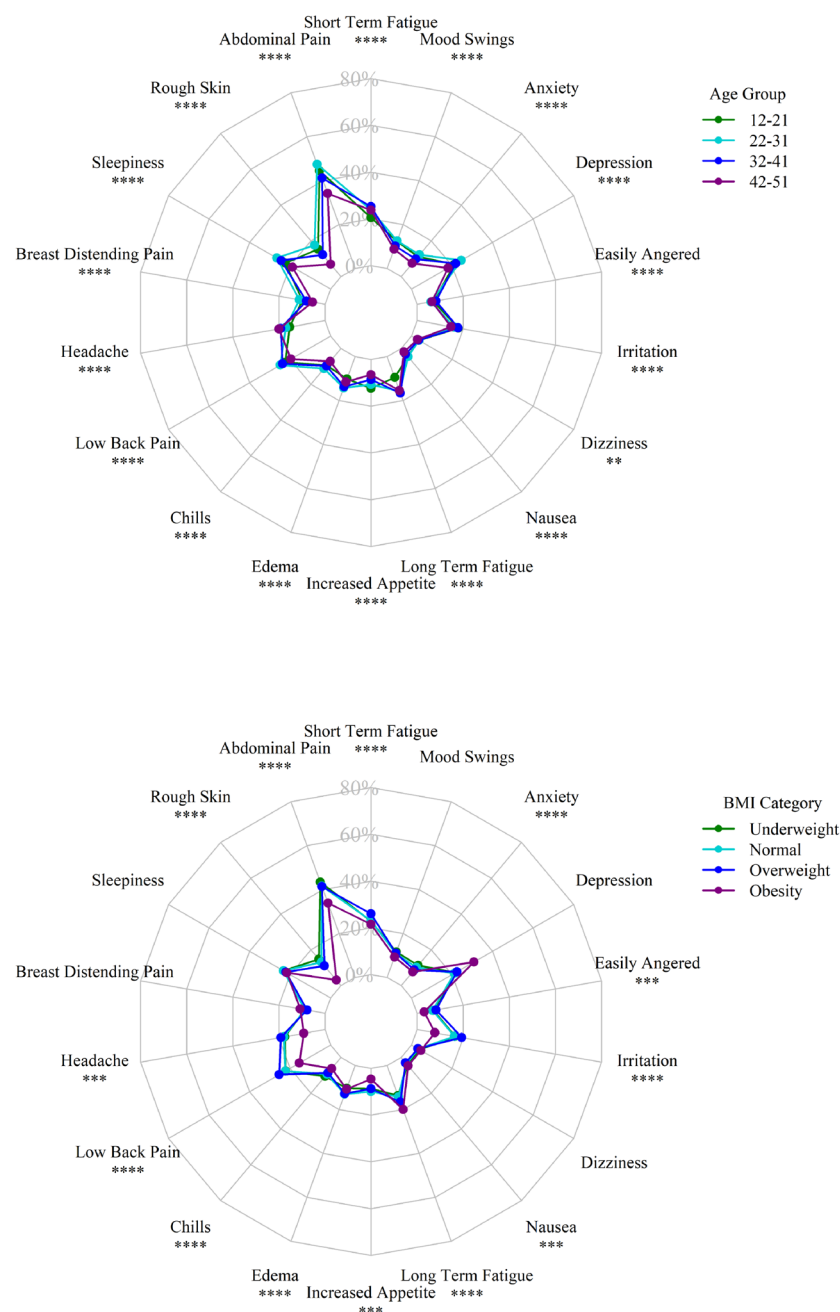 Short Term Fatigue
****
Abdominal Pain
****
Mood Swings
****
Rough Skin
****
Anxiety
****
Sleepiness
****
Depression
****
Breast Distending Pain
****
Easily Angered
****
Headache
****
Irritation
****
Low Back Pain
****
Dizziness
**
Chills
****
Nausea
****
Edema
****
Long Term Fatigue
****
Increased Appetite
****
80%
60%
40%
20%
0%
Age Group
12-21
22-31
32-41
42-51
Short Term Fatigue
****
Abdominal Pain
****
Mood Swings
Rough Skin
****
Anxiety
****
Sleepiness
Depression
Breast Distending Pain
Easily Angered
***
Headache
***
Irritation
****
Low Back Pain
****
Dizziness
Chills
****
Nausea
***
Edema
****
Long Term Fatigue
****
Increased Appetite
***
80%
60%
40%
20%
0%
BMI Category
Underweight
Normal
Overweight
Obesity